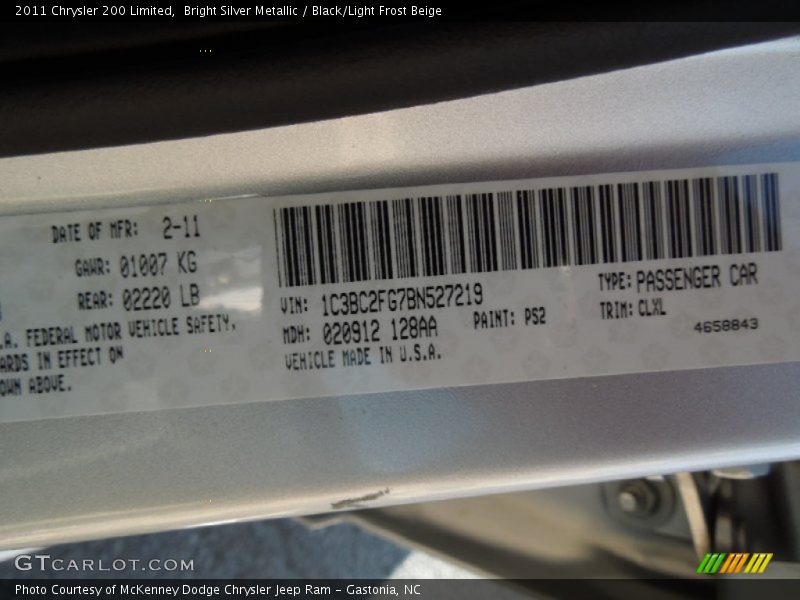 2011 Chrysler 200 Limited,  Bright Silver Metallic / Black/Light Frost Beige
DATE OF MFR: 2-11
GAWR: 01007 KG
REAR: 02220 LB
.A. FEDERAL MOTOR VEHICLE SAFETY,
ARDS IN EFFECT ON
OWN ABOVE.
VIN: 1C3BC2FG7BN527219
MDH: 020912 128AA
PAINT: PS2
VEHICLE MADE IN U.S.A.
TYPE: PASSENGER CAR
TRIM: CLXL
4658843
GTCARLOT.COM
Photo Courtesy of McKenney Dodge Chrysler Jeep Ram – Gastonia, NC